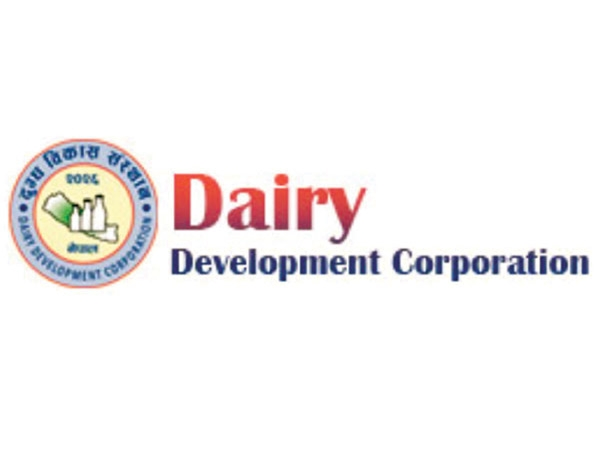 दुग्ध विकास संस्थान
२०२६
नेपाल
DAIRY DEVELOPMENT CORPORATION
Dairy
Development Corporation